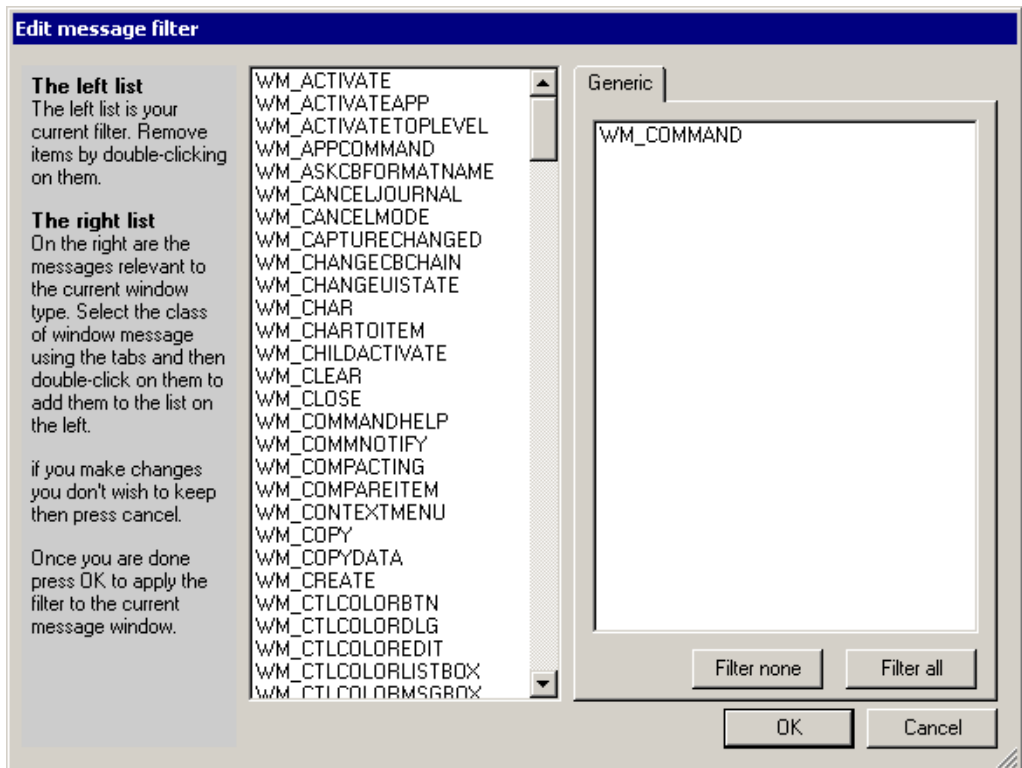 Edit message filter
The left list
The left list is your
current filter. Remove
items by double-clicking
on them.
The right list
On the right are the
messages relevant to
the current window
type. Select the class
of window message
using the tabs and then
double-click on them to
add them to the list on
the left.
if you make changes
you don't wish to keep
then press cancel.
Once you are done
press OK to apply the
filter to the current
message window.
WM_ACTIVATE
WM_ACTIVATEAPP
WM_ACTIVATETOPLEVEL
WM_APPCOMMAND
WM_ASKCBFORMATNAME
WM_CANCELJOURNAL
WM_CANCELMODE
WM_CAPTURECHANGED
WM_CHANGECBCHAIN
WM_CHANGEUISTATE
WM_CHAR
WM_CHARTOITEM
WM_CHILDACTIVATE
WM_CLEAR
WM_CLOSE
WM_COMMANDHELP
WM_COMMNOTIFY
WM_COMPACTING
WM_COMPAREITEM
WM_CONTEXTMENU
WM_COPY
WM_COPYDATA
WM_CREATE
WM_CTLCOLORBTN
WM_CTLCOLORDLG
WM_CTLCOLOREDIT
WM_CTLCOLORLISTBOX
WM_CTLCOLORMSGBOX
Generic
WM_COMMAND
Filter none
Filter all
OK
Cancel